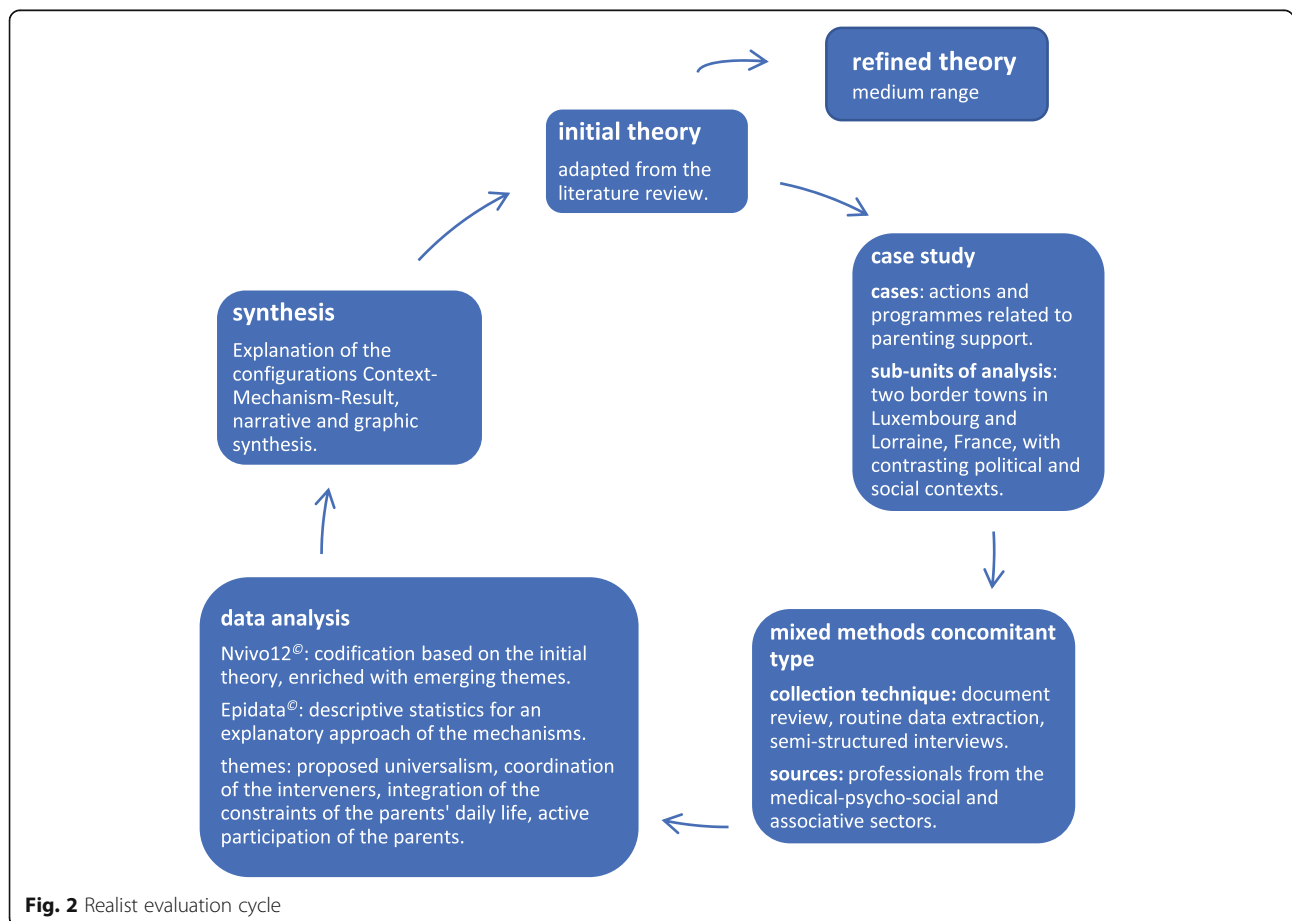 refined theory
medium range
initial theory
adapted from the
literature review.
case study
cases: actions and
programmes related to
parenting support.
sub-units of analysis:
two border towns in
Luxembourg and
Lorraine, France, with
contrasting political and
social contexts.
mixed methods concomitant
type
collection technique: document
review, routine data extraction,
semi-structured interviews.
sources: professionals from the
medical-psycho-social and
associative sectors.
data analysis
Nvivo12©: codification based on the initial
theory, enriched with emerging themes.
Epidata©: descriptive statistics for an
explanatory approach of the mechanisms.
themes: proposed universalism, coordination
of the interveners, integration of the
constraints of the parents' daily life, active
participation of the parents.
synthesis
Explanation of the
configurations Context-
Mechanism-Result,
narrative and graphic
synthesis.
Fig. 2 Realist evaluation cycle